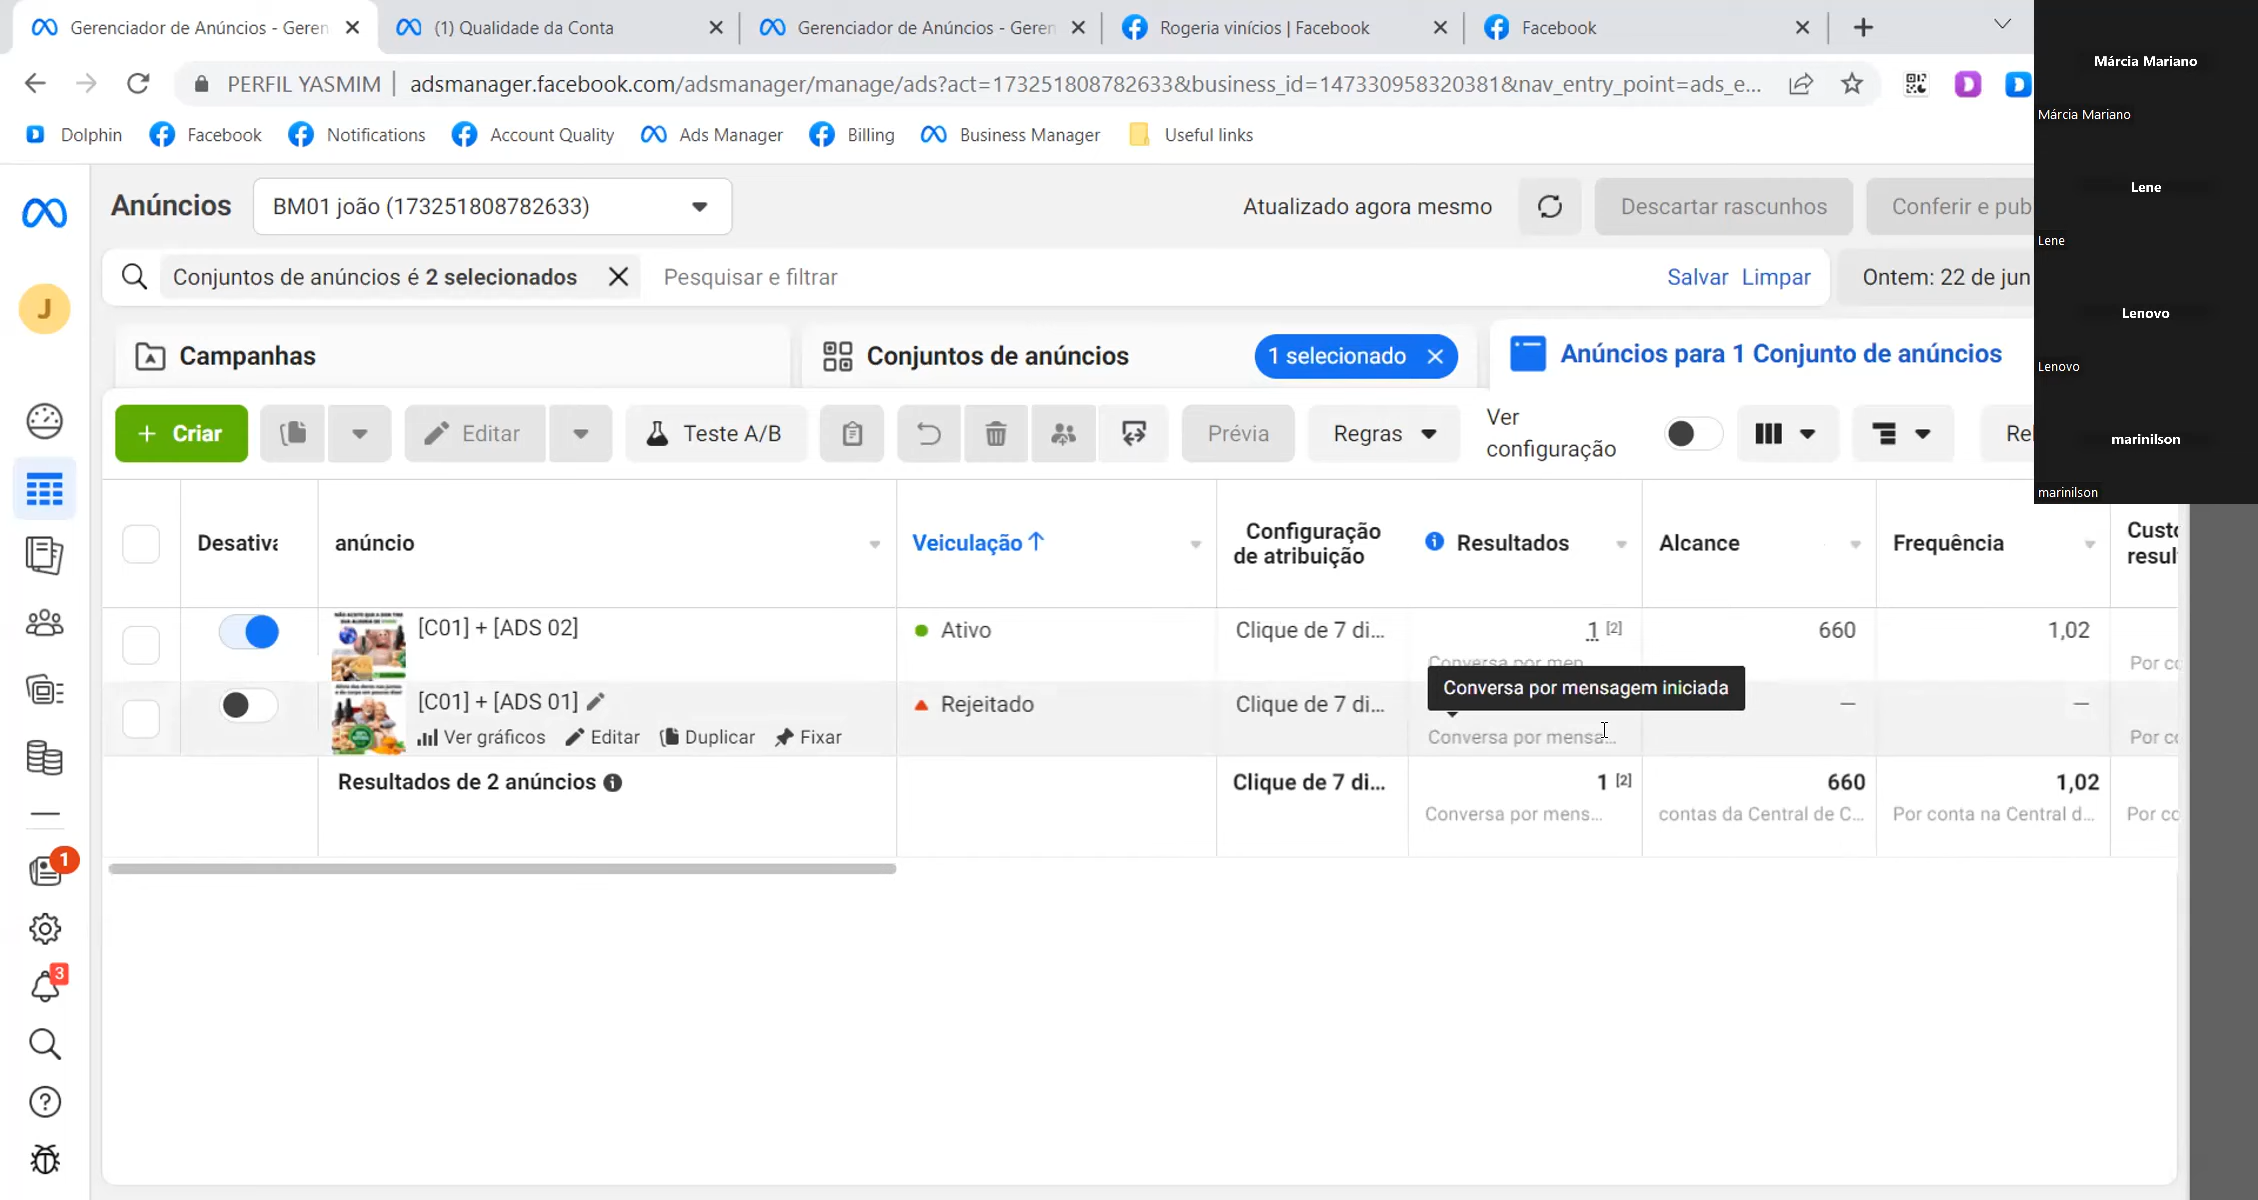 Gerenciador de Anúncios - Geren
(1) Qualidade da Conta
Gerenciador de Anúncios - Geren
Rogeria vinícios | Facebook
Facebook
PERFIL YASMIM
adsmanager.facebook.com/adsmanager/manage/ads?act=173251808782633&business_id=147330958320381&nav_entry_point=ads_e...
Dolphin
Facebook
Notifications
Account Quality
Ads Manager
Billing
Business Manager
Useful links
Márcia Mariano
Márcia Mariano
Lene
Lene
Lenovo
Lenovo
marinilson
marinilson
Anúncios
BM01 joão (173251808782633)
Atualizado agora mesmo
Descartar rascunhos
Conferir e pub
J
Conjuntos de anúncios é 2 selecionados
Pesquisar e filtrar
Salvar
Limpar
Ontem: 22 de jun
Campanhas
Conjuntos de anúncios
1 selecionado
Anúncios para 1 Conjunto de anúncios
+ Criar
Editar
Teste A/B
Prévia
Regras
Ver
configuração
Rel
Desativa
anúncio
Veiculação
Configuração
de atribuição
Resultados
Alcance
Frequência
Custo
resul
[C01] + [ADS 02]
Ativo
Clique de 7 di...
1 [2]
Conversa por men
660
1,02
Por co
Conversa por mensagem iniciada
[C01] + [ADS 01]
Rejeitado
Clique de 7 di...
—
—
Ver gráficos
Editar
Duplicar
Fixar
Conversa por mensa...
Por co
Resultados de 2 anúncios
Clique de 7 di...
1 [2]
Conversa por mens...
660
contas da Central de C...
1,02
Por conta na Central d...
Por co
1
3